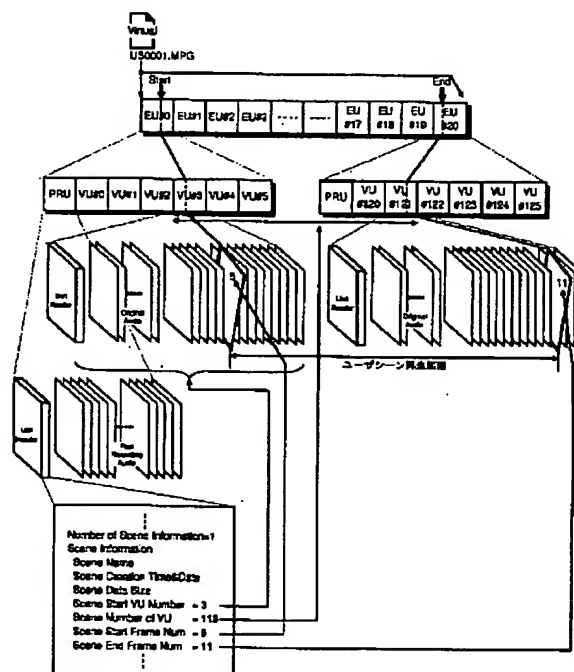 Virtual
US0001.MPG
Start
End
EU#0 EU#1 EU#2 EU#3 EU #17 EU #18 EU #19 EU #20
PRU VU#0 VU#1 VU#2 VU#3 VU#4 VU#5
PRU VU #120 VU #121 VU #122 VU #123 VU #124 VU #125
Unit Header
Original Audio
5
Unit Header
Original Audio
11
ユーザシーン再生範囲
Unit Header
Post Recording Audio
Number of Scene Information=1
Scene Information
Scene Name
Scene Creation Time&Date
Scene Data Size
Scene Start VU Number = 3
Scene Number of VU
Scene Start Frame Num
Scene End Frame Num = 11